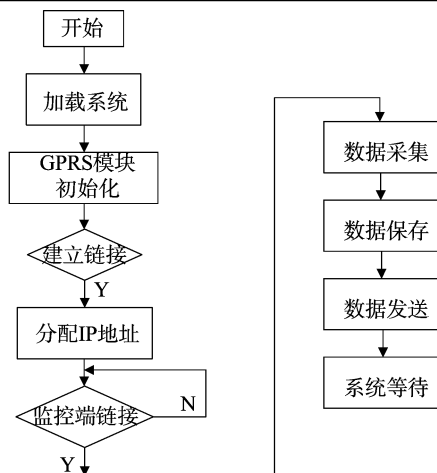 开始
加载系统
GPRS模块
初始化
建立链接
Y
分配IP地址
监控端链接
N
Y
数据采集
数据保存
数据发送
系统等待